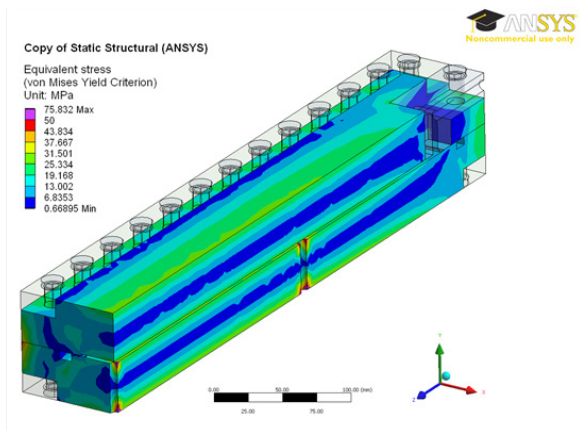 ANSYS
Noncommercial use only
Copy of Static Structural (ANSYS)
Equivalent stress
(von Mises Yield Criterion)
Unit: MPa
75.832 Max
50
43.834
37.667
31.501
25.334
19.168
13.002
6.8353
0.66895 Min
0.00 50.00 100.00 (mm)
25.00 75.00
Y
X
Z